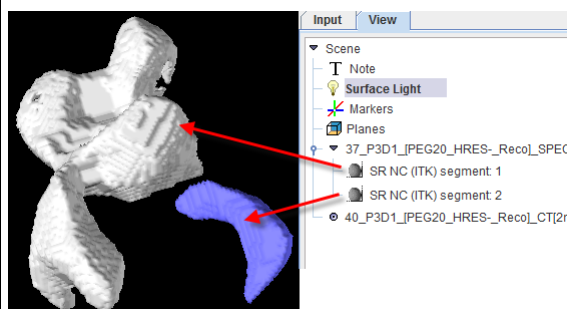 Input View
Scene
Note
Surface Light
Markers
Planes
37_P3D1_[PEG20_HRES-_Reco]_SPEC
SR NC (ITK) segment: 1
SR NC (ITK) segment: 2
40_P3D1_[PEG20_HRES-_Reco]_CT[2r